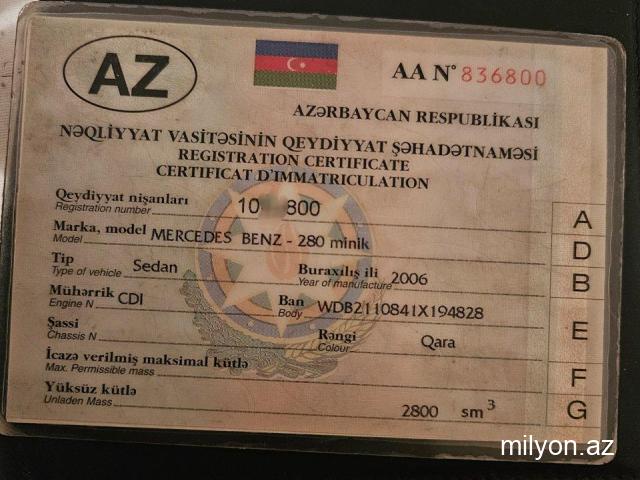 AZ
AA N° 836800
AZƏRBAYCAN RESPUBLİKASI
NƏQLİYYAT VASİTƏSİNİN QEYDİYYAT ŞƏHADƏTNAMƏSİ
REGISTRATION CERTIFICATE
CERTIFICAT D'IMMATRICULATION
Qeydiyyat nişanları
Registration number 10 800 A
Marka, model
Model MERCEDES BENZ - 280 minik D
Tip Buraxılış ili
Type of vehicle Sedan Year of manufacture 2006 B
Mühərrik Ban
Engine N CDI Body WDB2110841X194828
Şassi Rəngi E
Chassis N Colour Qara
İcazə verilmiş maksimal kütlə
Max. Permissible mass F
Yüksüz kütlə
Unladen Mass 2800 sm³ G
milyon.az